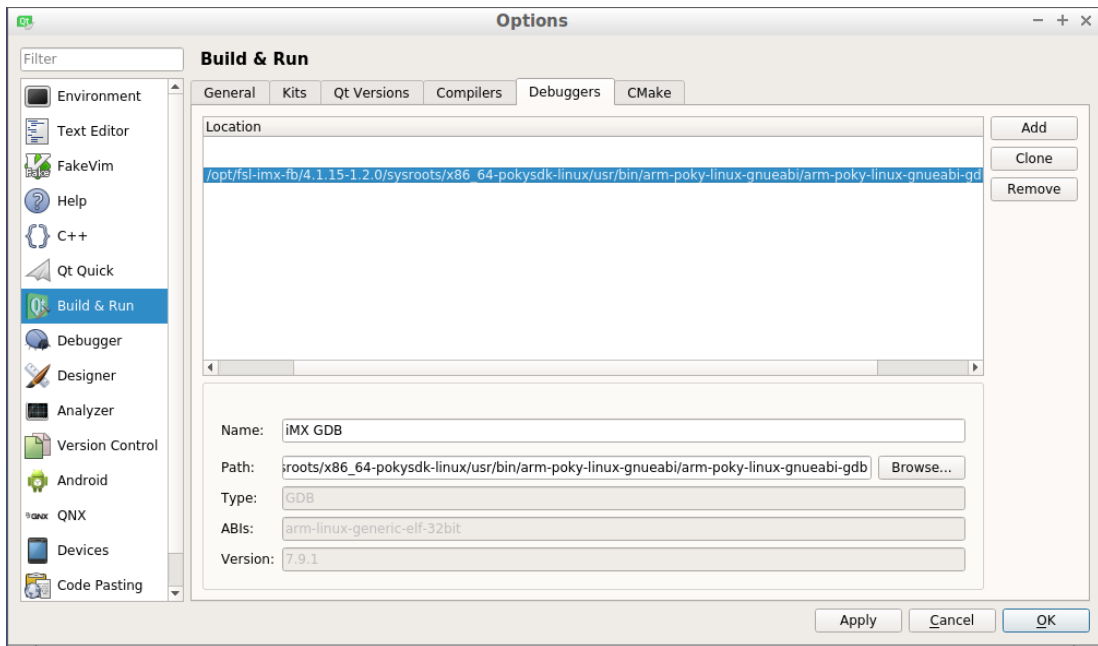 Options
Filter
Build & Run
Environment
Text Editor
FakeVim
Help
C++
Qt Quick
Build & Run
Debugger
Designer
Analyzer
Version Control
Android
QNX
Devices
Code Pasting
General Kits Qt Versions Compilers Debuggers CMake
Location
/opt/fsl-imx-fb/4.1.15-1.2.0/sysroots/x86_64-pokysdk-linux/usr/bin/arm-poky-linux-gnueabi/arm-poky-linux-gnueabi-gd
Add
Clone
Remove
Name: iMX GDB
Path: sroots/x86_64-pokysdk-linux/usr/bin/arm-poky-linux-gnueabi/arm-poky-linux-gnueabi-gdb Browse...
Type: GDB
ABIs: arm-linux-generic-elf-32bit
Version: 7.9.1
Apply Cancel OK